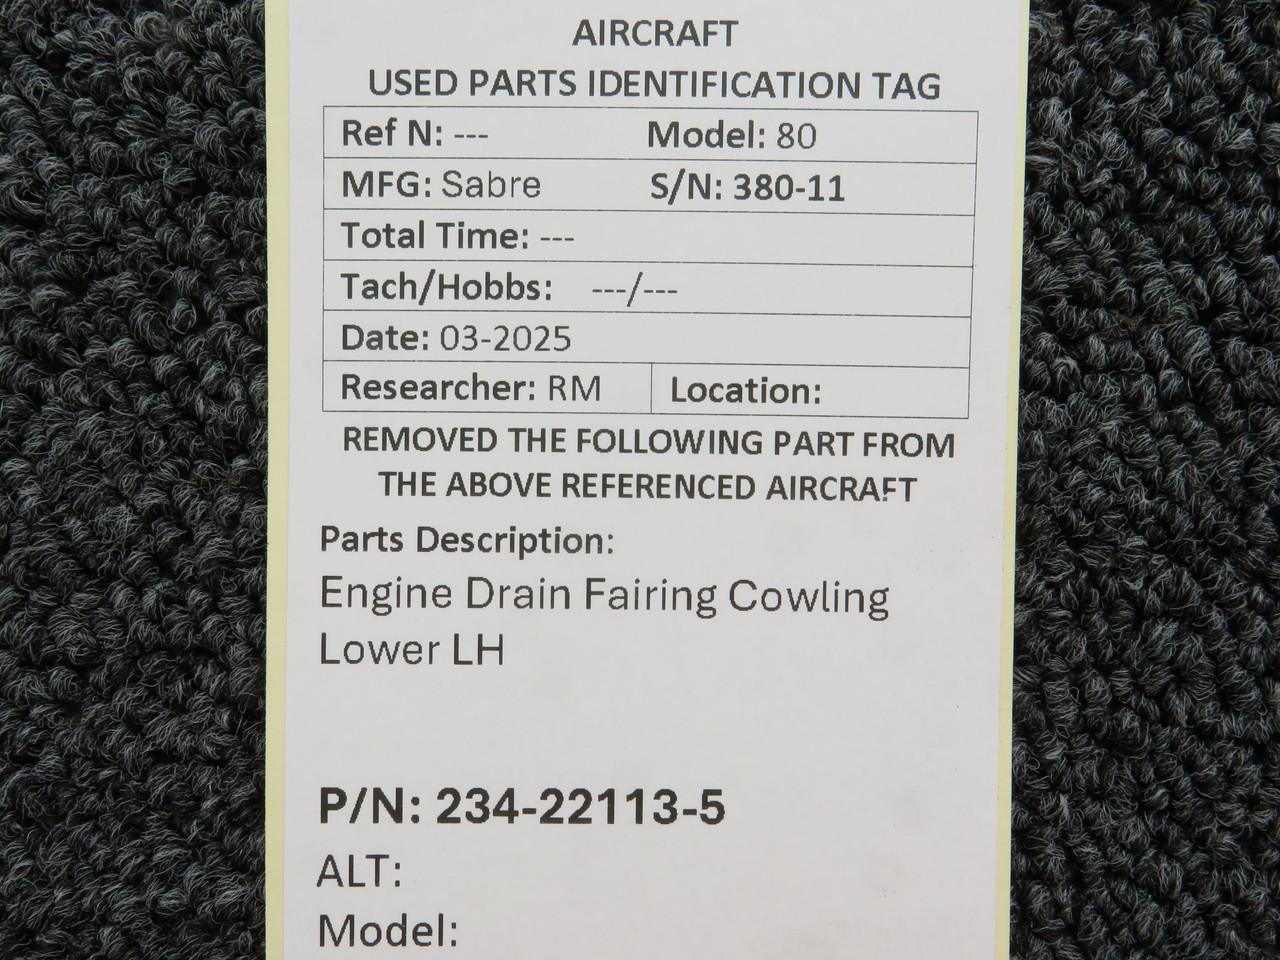 AIRCRAFT
USED PARTS IDENTIFICATION TAG
Ref N: --- Model: 80
MFG: Sabre S/N: 380-11
Total Time: ---
Tach/Hobbs: ---/---
Date: 03-2025
Researcher: RM Location:
REMOVED THE FOLLOWING PART FROM
THE ABOVE REFERENCED AIRCRAFT
Parts Description:
Engine Drain Fairing Cowling
Lower LH
P/N: 234-22113-5
ALT:
Model: